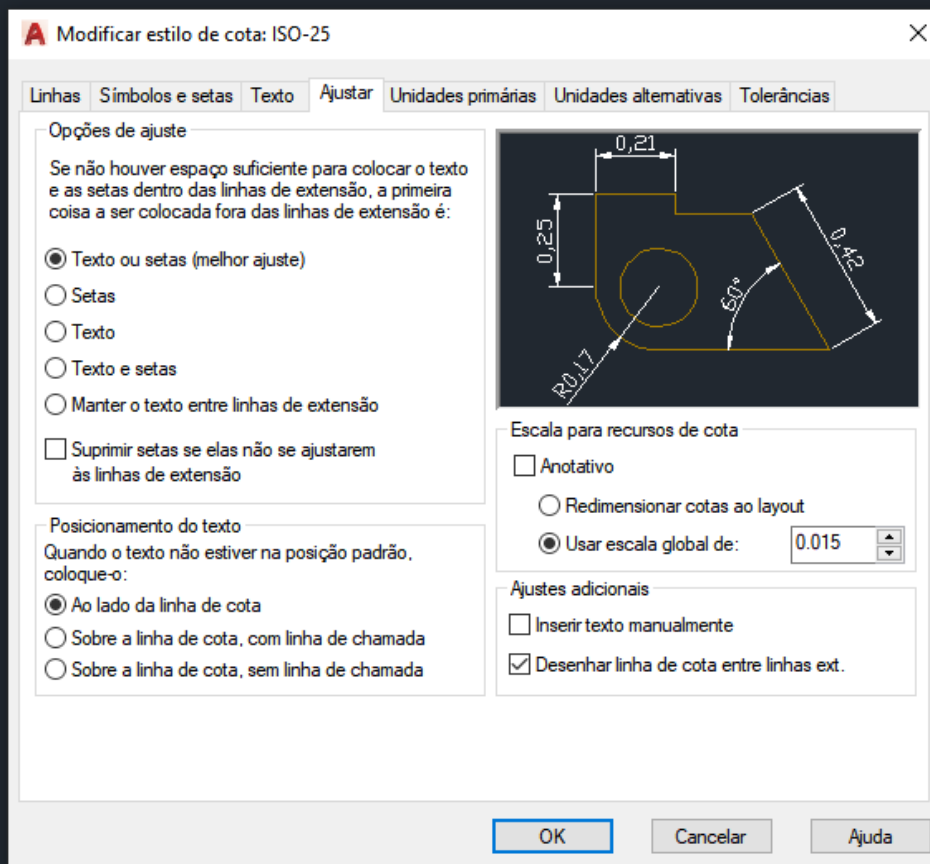 Modificar estilo de cota: ISO-25
Linhas Símbolos e setas Texto Ajustar Unidades primárias Unidades alternativas Tolerâncias
Opções de ajuste
Se não houver espaço suficiente para colocar o texto
e as setas dentro das linhas de extensão, a primeira
coisa a ser colocada fora das linhas de extensão é:
Texto ou setas (melhor ajuste)
Setas
Texto
Texto e setas
Manter o texto entre linhas de extensão
Suprimir setas se elas não se ajustarem
às linhas de extensão
Posicionamento do texto
Quando o texto não estiver na posição padrão,
coloque-o:
Ao lado da linha de cota
Sobre a linha de cota, com linha de chamada
Sobre a linha de cota, sem linha de chamada
0,21
0,25
0,42
60°
R0,17
Escala para recursos de cota
Anotativo
Redimensionar cotas ao layout
Usar escala global de: 0.015
Ajustes adicionais
Inserir texto manualmente
Desenhar linha de cota entre linhas ext.
OK Cancelar Ajuda